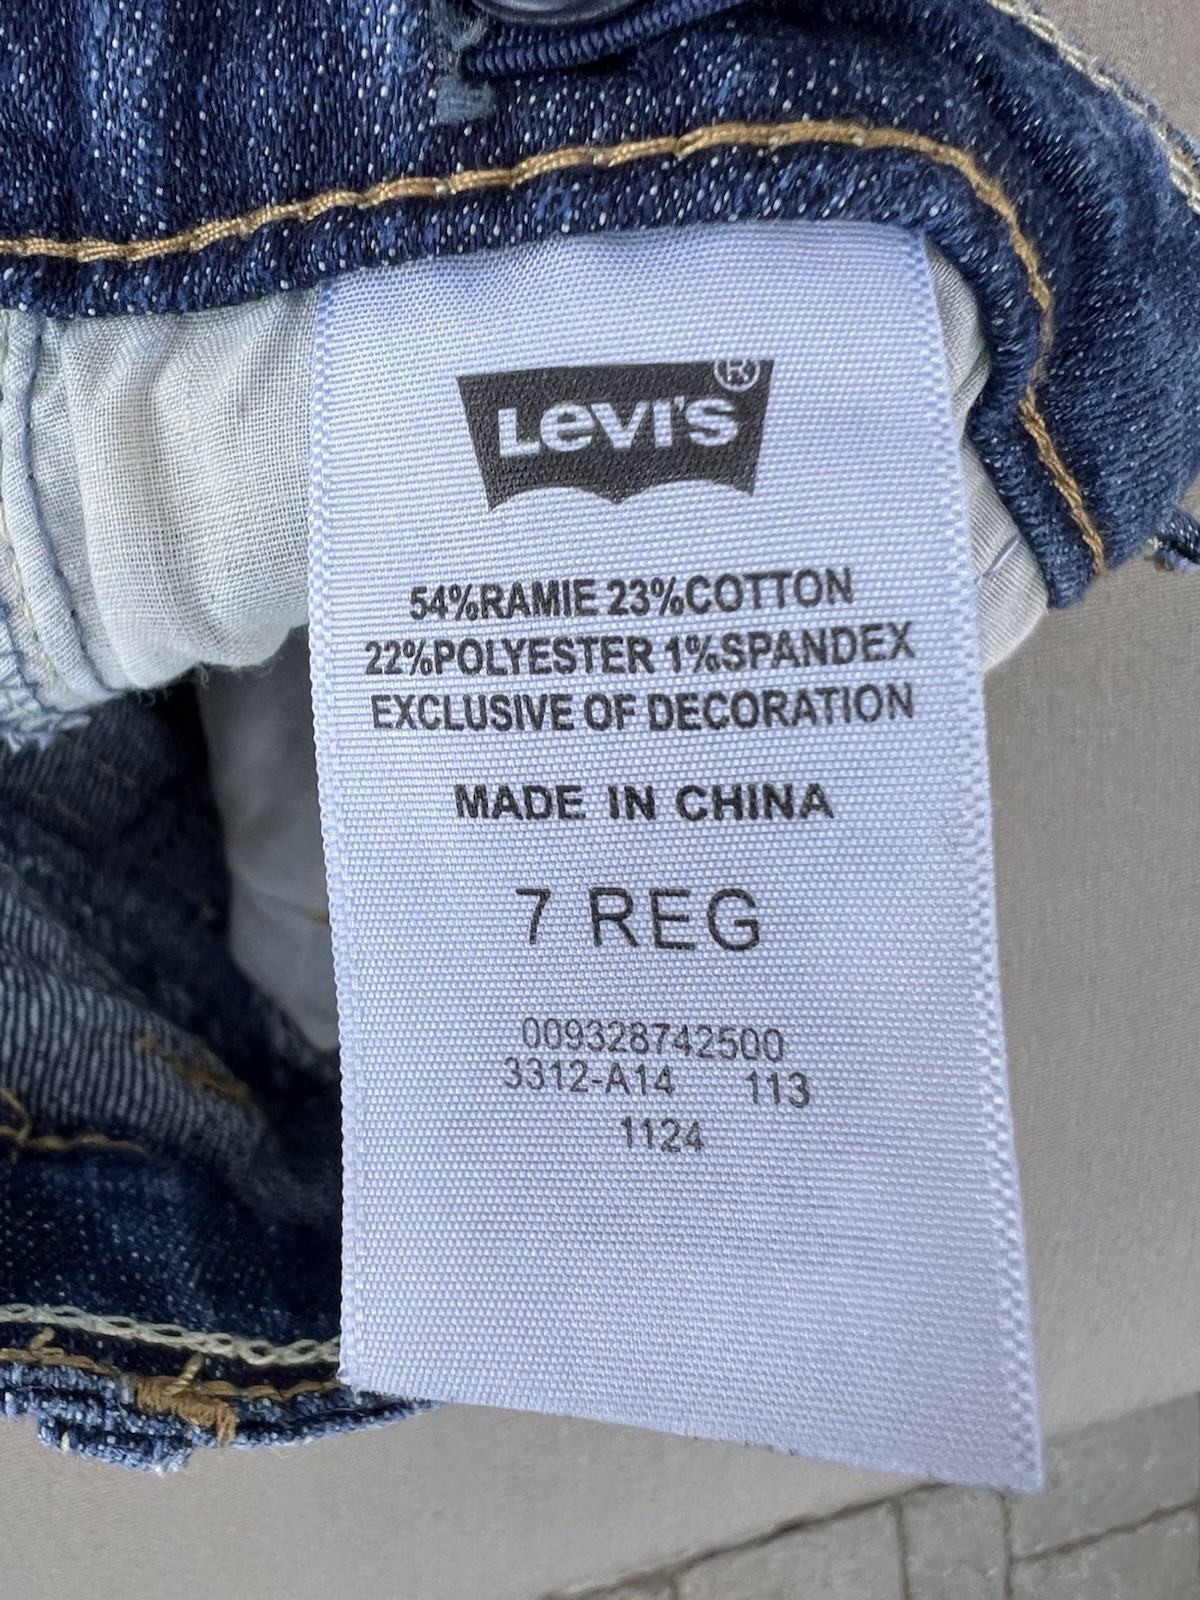 LEVI'S®
54%RAMIE 23%COTTON
22%POLYESTER 1%SPANDEX
EXCLUSIVE OF DECORATION
MADE IN CHINA
7 REG
009328742500
3312-A14 113
1124